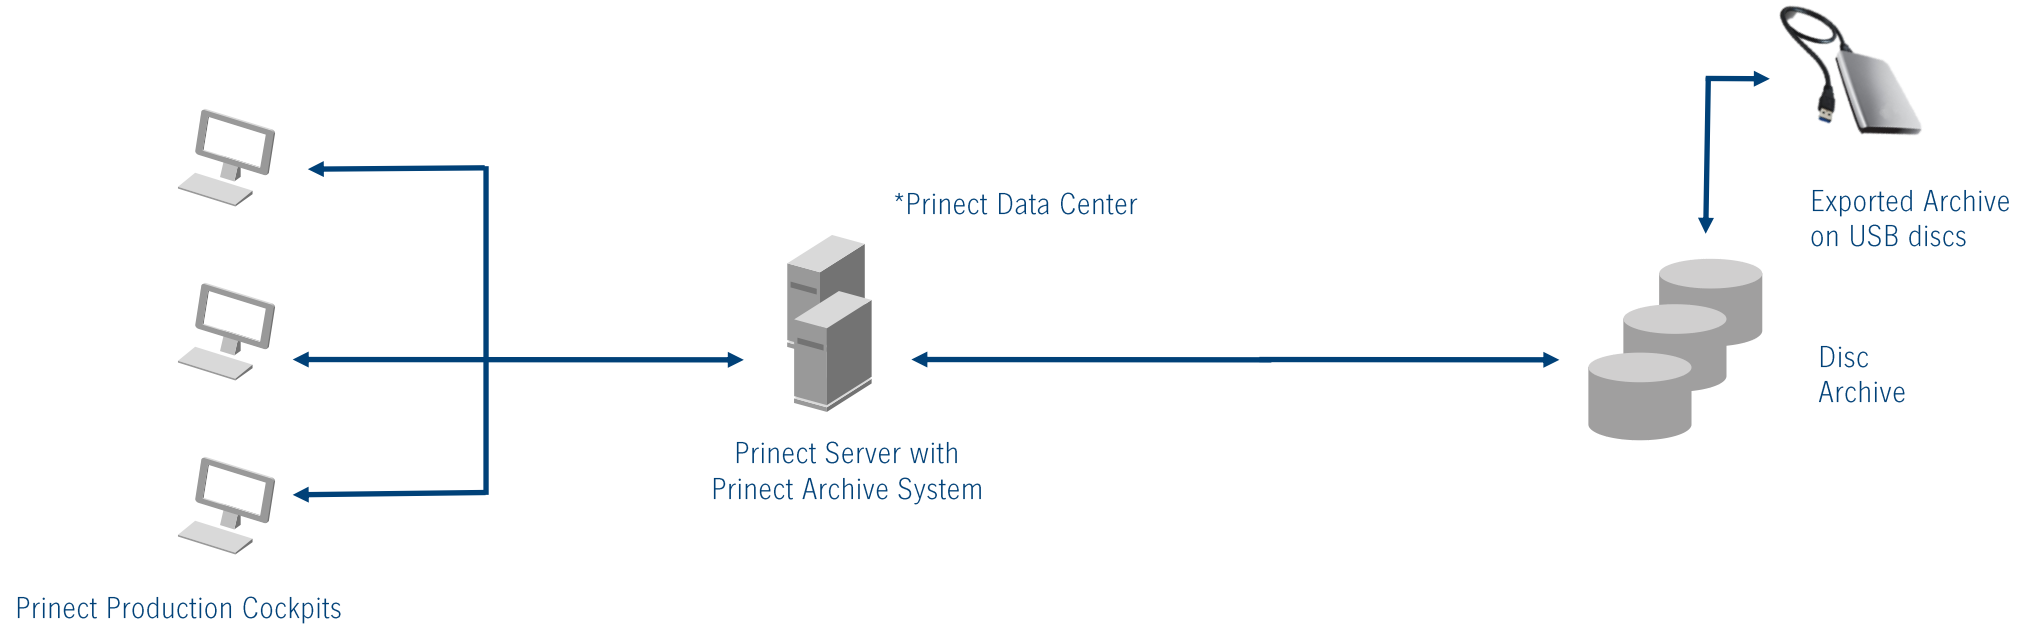 *Prinect Data Center
Exported Archive
on USB discs
Disc
Archive
Prinect Server with
Prinect Archive System
Prinect Production Cockpits